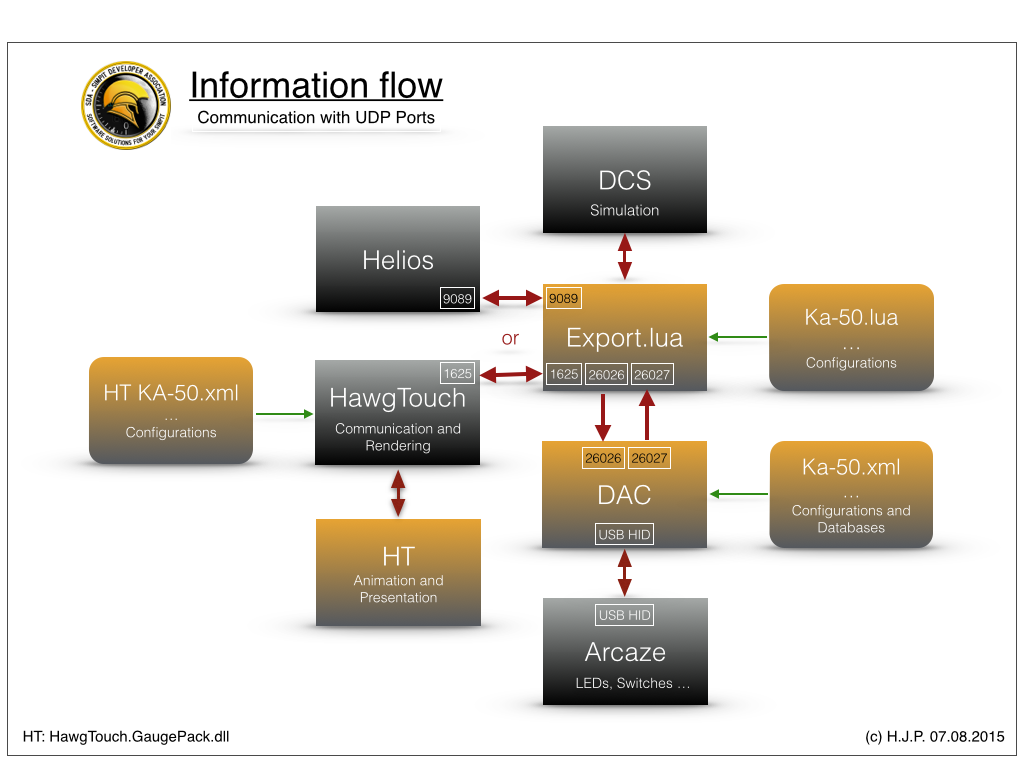 SDA - SIMPIT DEVELOPER ASSOCIATION
SOFTWARE SOLUTIONS FOR YOUR SIMPIT
Information flow
Communication with UDP Ports
DCS
Simulation
Helios
9089
9089
Export.lua
1625 26026 26027
Ka-50.lua
...
Configurations
or
1625
HawgTouch
Communication and
Rendering
HT KA-50.xml
...
Configurations
26026 26027
DAC
USB HID
Ka-50.xml
...
Configurations and
Databases
HT
Animation and
Presentation
USB HID
Arcaze
LEDs, Switches ...
HT: HawgTouch.GaugePack.dll
(c) H.J.P. 07.08.2015